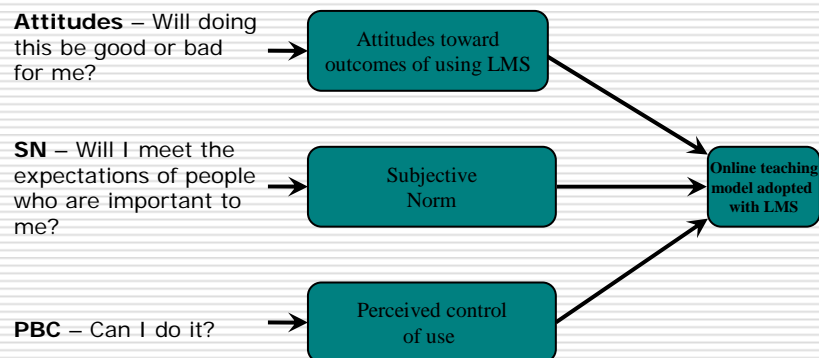 Attitudes – Will doing
this be good or bad
for me?
Attitudes toward
outcomes of using LMS
SN – Will I meet the
expectations of people
who are important to
me?
Subjective
Norm
Online teaching
model adopted
with LMS
PBC – Can I do it?
Perceived control
of use